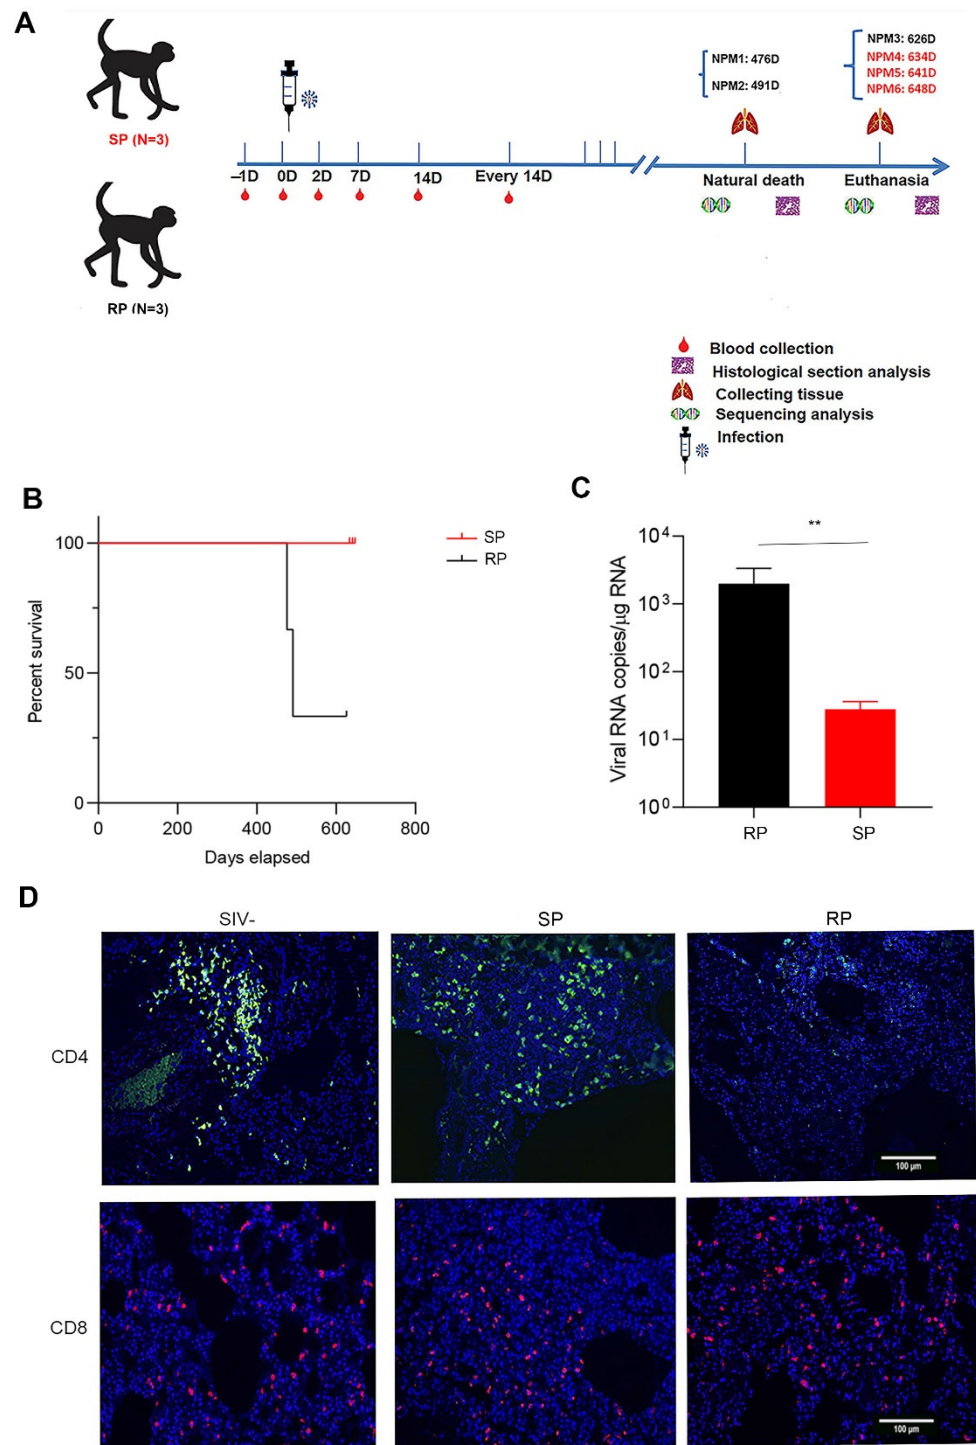 A
SP (N=3)
RP (N=3)
NPM1: 476D
NPM2: 491D
NPM3: 626D
NPM4: 634D
NPM5: 641D
NPM6: 648D
–1D 0D 2D 7D 14D Every 14D
Natural death Euthanasia
Blood collection
Histological section analysis
Collecting tissue
Sequencing analysis
Infection
B
Percent survival
100
50
0
0 200 400 600 800
Days elapsed
SP
RP
C
Viral RNA copies/μg RNA
10⁴
10³
10²
10¹
10⁰
**
RP SP
D
SIV- SP RP
CD4
100 μm
CD8
100 μm